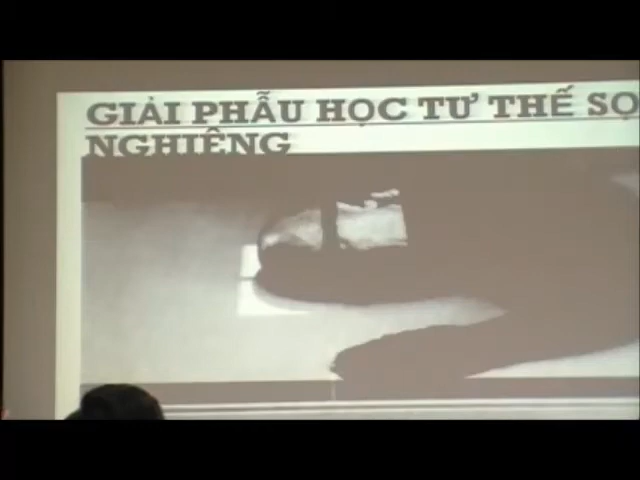 GIẢI PHẪU HỌC TƯ THẾ SỌ
NGHIÊNG